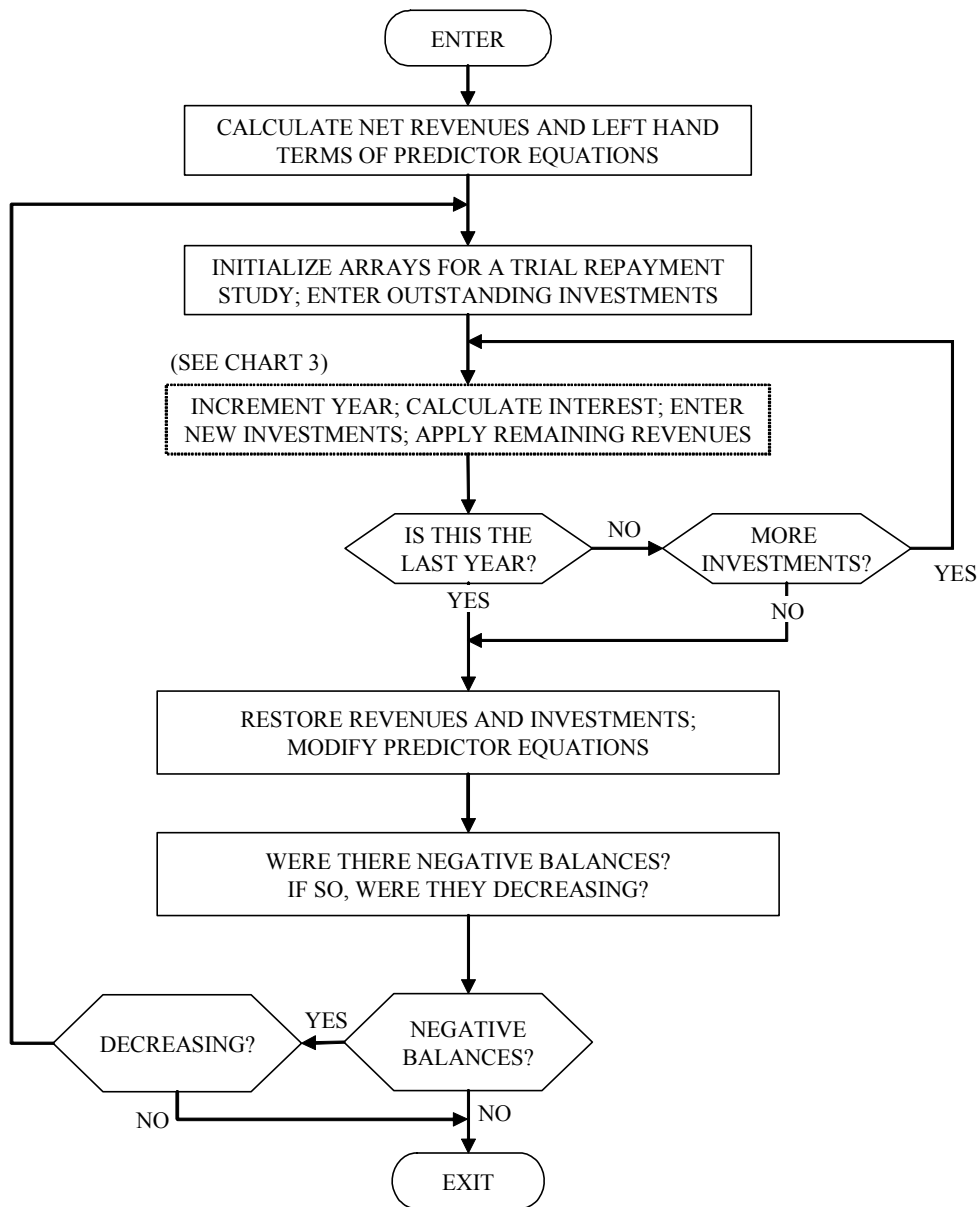 ENTER
CALCULATE NET REVENUES AND LEFT HAND
TERMS OF PREDICTOR EQUATIONS
INITIALIZE ARRAYS FOR A TRIAL REPAYMENT
STUDY; ENTER OUTSTANDING INVESTMENTS
(SEE CHART 3)
INCREMENT YEAR; CALCULATE INTEREST; ENTER
NEW INVESTMENTS; APPLY REMAINING REVENUES
IS THIS THE
LAST YEAR?
NO
MORE
INVESTMENTS?
YES
YES
NO
RESTORE REVENUES AND INVESTMENTS;
MODIFY PREDICTOR EQUATIONS
WERE THERE NEGATIVE BALANCES?
IF SO, WERE THEY DECREASING?
NEGATIVE
BALANCES?
YES
DECREASING?
NO
NO
EXIT